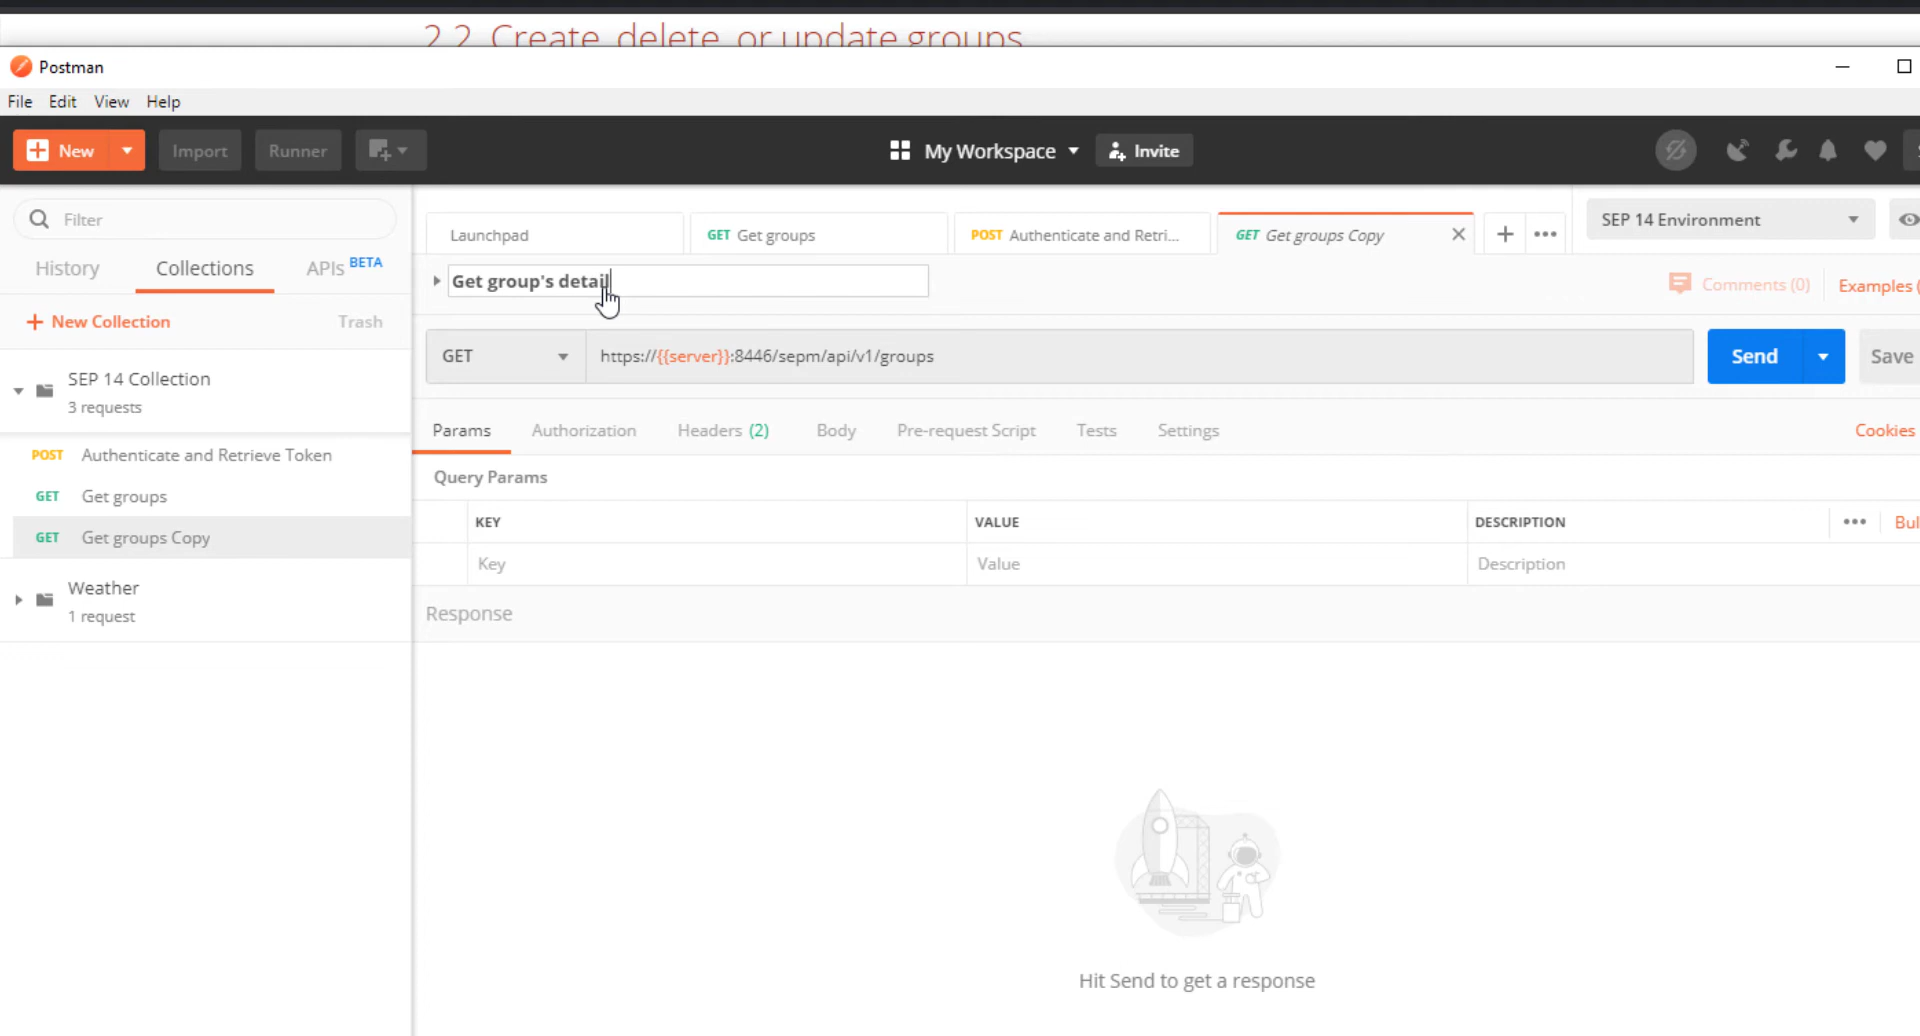 2.2. Create, delete, or update groups
Postman
File Edit View Help
New Import Runner My Workspace Invite
Filter
Launchpad
GET Get groups
POST Authenticate and Retri...
GET Get groups Copy
SEP 14 Environment
History Collections APIs BETA
Get group's detail
Comments (0) Examples (
New Collection Trash
GET https://{{server}}:8446/sepm/api/v1/groups Send Save
SEP 14 Collection
3 requests
Params Authorization Headers (2) Body Pre-request Script Tests Settings Cookies
POST Authenticate and Retrieve Token
Query Params
GET Get groups
KEY VALUE DESCRIPTION Bul
GET Get groups Copy
Key Value Description
Weather
1 request
Response
Hit Send to get a response